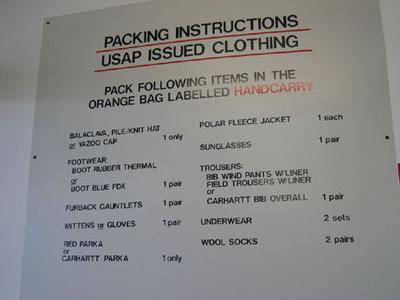 PACKING INSTRUCTIONS
USAP ISSUED CLOTHING
PACK FOLLOWING ITEMS IN THE
ORANGE BAG LABELLED HANDCARRY
BALACLAVA, PILE/KNIT HAT
or YAZOO CAP 1 only
FOOTWEAR
BOOT RUBBER THERMAL
or
BOOT BLUE FDX 1 pair
FURBACK GAUNTLETS 1 pair
MITTENS or GLOVES 1 pair
RED PARKA
or
CARHARTT PARKA 1 only
POLAR FLEECE JACKET 1 each
SUNGLASSES 1 pair
TROUSERS:
BIB WIND PANTS W/LINER
FIELD TROUSERS W/LINER
or
CARHARTT BIB OVERALL 1 pair
UNDERWEAR 2 sets
WOOL SOCKS 2 pairs